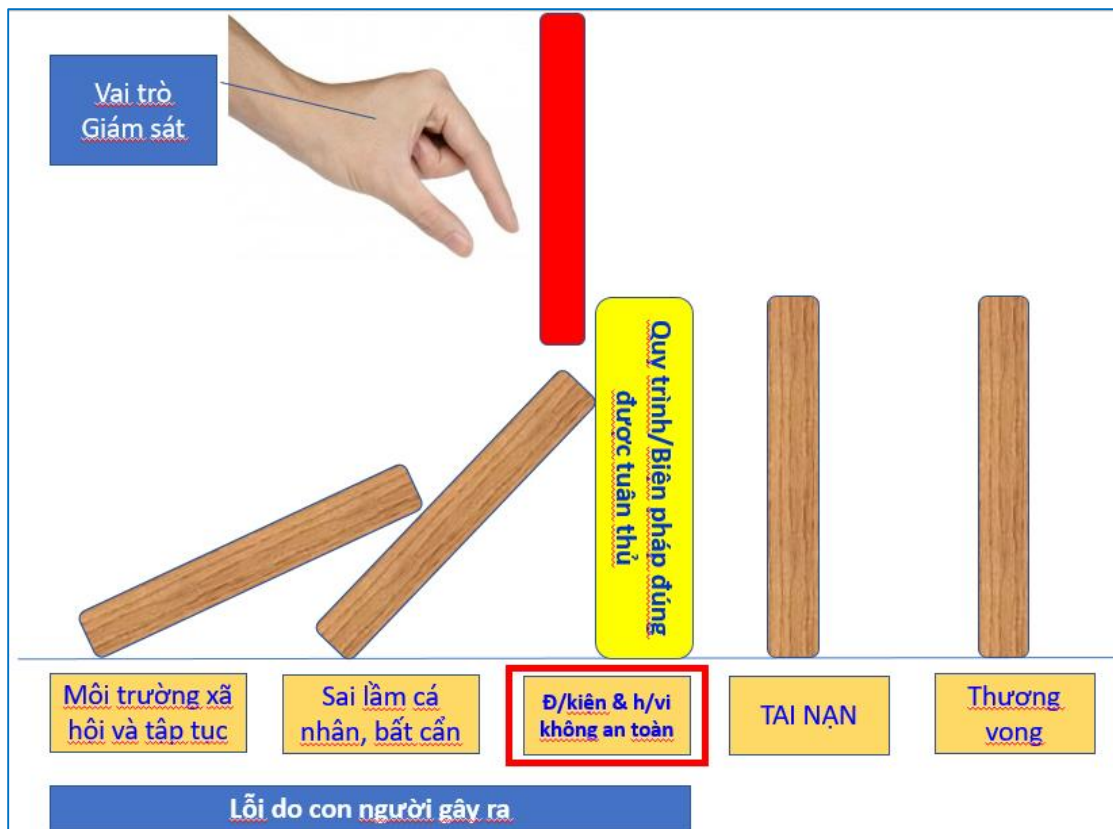 Vai trò
Giám sát
Quy trình/Biện pháp đúng
được tuân thủ
Môi trường xã
hội và tập tục
Sai lầm cá
nhân, bất cẩn
Đ/kiện & h/vi
không an toàn
TAI NẠN
Thương
vong
Lỗi do con người gây ra